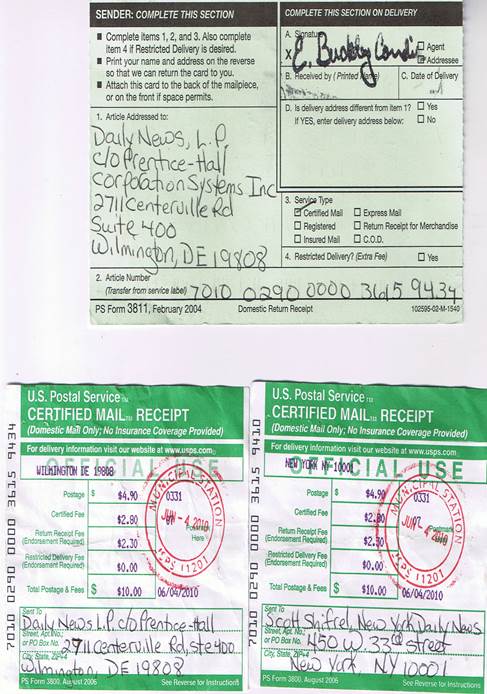 SENDER: COMPLETE THIS SECTION
■ Complete items 1, 2, and 3. Also complete
item 4 if Restricted Delivery is desired.
■ Print your name and address on the reverse
so that we can return the card to you.
■ Attach this card to the back of the mailpiece,
or on the front if space permits.
1. Article Addressed to:
Daily News, L.P.
c/o Prentice-Hall
Corporation Systems Inc
2711 Centerville Rd
Suite 400
Wilmington, DE 19808
COMPLETE THIS SECTION ON DELIVERY
A. Signature
X E. Buckley
Agent
Addressee
B. Received by (Printed Name)
C. Date of Delivery
D. Is delivery address different from item 1? Yes
If YES, enter delivery address below: No
3. Service Type
Certified Mail Express Mail
Registered Return Receipt for Merchandise
Insured Mail C.O.D.
4. Restricted Delivery? (Extra Fee) Yes
2. Article Number
(Transfer from service label) 7010 0290 0000 3615 9434
PS Form 3811, February 2004 Domestic Return Receipt 102595-02-M-1540
U.S. Postal Service TM
CERTIFIED MAIL TM RECEIPT
(Domestic Mail Only; No Insurance Coverage Provided)
For delivery information visit our website at www.usps.com
OFFICIAL USE
WILMINGTON DE 19808
Postage $ $4.90 0331
Certified Fee $2.80
Return Receipt Fee
(Endorsement Required) $2.30
Restricted Delivery Fee
(Endorsement Required) $0.00
Total Postage & Fees $ $10.00 06/04/2010
Postmark
Here
MUNICIPAL STATION
JUN -4 2010
11201
Sent To
Daily News L.P. c/o Prentice-Hall
Street, Apt. No.;
or PO Box No. 2711 Centerville Rd, ste 400
City, State, ZIP+4
Wilmington, DE 19808
PS Form 3800, August 2006 See Reverse for Instructions
U.S. Postal Service TM
CERTIFIED MAIL TM RECEIPT
(Domestic Mail Only; No Insurance Coverage Provided)
For delivery information visit our website at www.usps.com
OFFICIAL USE
NEW YORK NY 10001
Postage $ $4.90 0331
Certified Fee $2.80
Return Receipt Fee
(Endorsement Required) $2.30
Restricted Delivery Fee
(Endorsement Required) $0.00
Total Postage & Fees $ $10.00 06/04/2010
MUNICIPAL STATION
4 2010
11201
7010 0290 0000 3615 9410
Sent To
Scott Shifrel, New York Daily News
Street, Apt. No.;
or PO Box No. 450 W. 33rd street
City, State, ZIP+4
New York, NY 10001
PS Form 3800, August 2006 See Reverse for Instructions